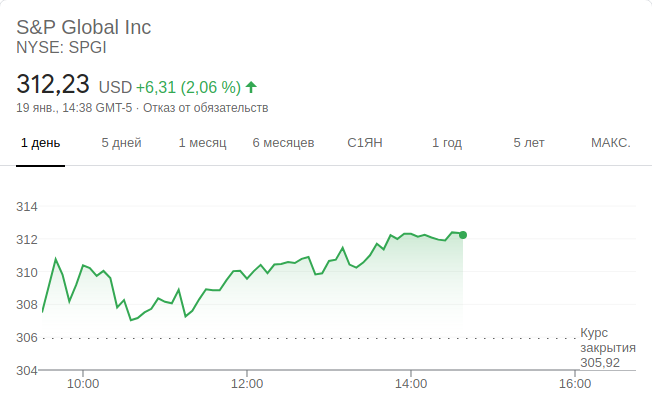 S&P Global Inc
NYSE: SPGI
312,23 USD +6,31 (2,06 %)
19 янв., 14:38 GMT-5 · Отказ от обязательств
1 день 5 дней 1 месяц 6 месяцев С1ЯН 1 год 5 лет МАКС.
314
312
310
308
306
Курс
закрытия
305,92
304
10:00 12:00 14:00 16:00